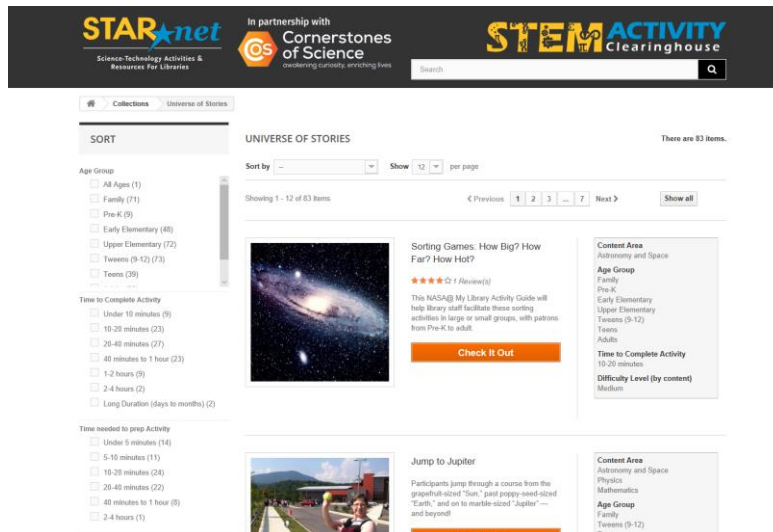 STAR net
Science-Technology Activities &
Resources For Libraries
In partnership with
COS
Cornerstones
of Science
awakening curiosity, enriching lives
STEM ACTIVITY
Clearinghouse
Search
Collections
Universe of Stories
SORT
Age Group
All Ages (1)
Family (71)
Pre-K (9)
Early Elementary (48)
Upper Elementary (72)
Tweens (9-12) (73)
Teens (39)
Time to Complete Activity
Under 10 minutes (9)
10-20 minutes (23)
20-40 minutes (27)
40 minutes to 1 hour (23)
1-2 hours (9)
2-4 hours (2)
Long Duration (days to months) (2)
Time needed to prep Activity
Under 5 minutes (14)
5-10 minutes (11)
10-20 minutes (24)
20-40 minutes (22)
40 minutes to 1 hour (8)
2-4 hours (1)
UNIVERSE OF STORIES
There are 83 items.
Sort by -- Show 12 per page
Showing 1 - 12 of 83 items
Previous 1 2 3 ... 7 Next Show all
Sorting Games: How Big? How
Far? How Hot?
1 Review(s)
This NASA@ My Library Activity Guide will
help library staff facilitate these sorting
activities in large or small groups, with patrons
from Pre-K to adult.
Check It Out
Content Area
Astronomy and Space
Age Group
Family
Pre-K
Early Elementary
Upper Elementary
Tweens (9-12)
Teens
Adults
Time to Complete Activity
10-20 minutes
Difficulty Level (by content)
Medium
Jump to Jupiter
Participants jump through a course from the
grapefruit-sized "Sun," past poppy-seed-sized
"Earth," and on to marble-sized "Jupiter" —
and beyond!
Content Area
Astronomy and Space
Physics
Mathematics
Age Group
Family
Tweens (9-12)